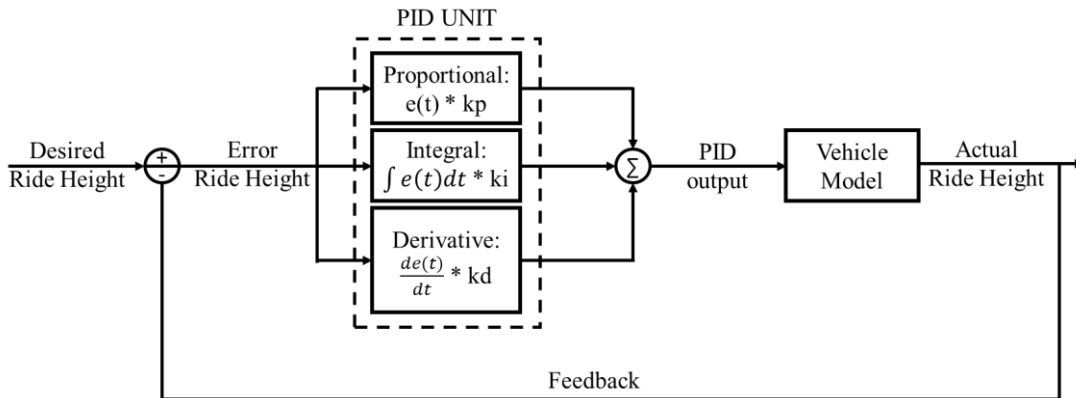 PID UNIT
Proportional:
e(t) * kp
Desired
Ride Height
+
-
Error
Ride Height
Integral:
∫ e(t)dt * ki
∑
PID
output
Vehicle
Model
Actual
Ride Height
Derivative:
de(t)/dt * kd
Feedback